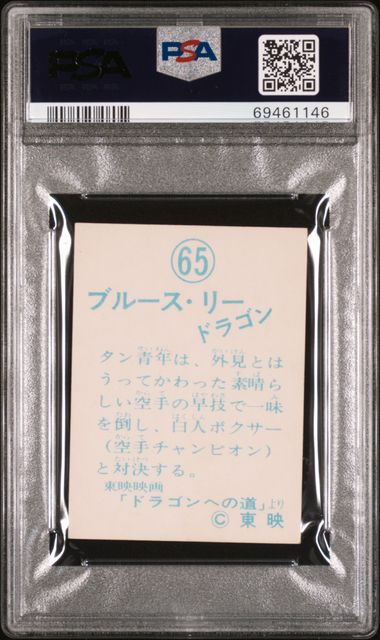 PSA
PSA
69461146
65
ブルース・リー
ドラゴン
タン青年は、外見とは
うってかわった素晴ら
しい空手の早技で一味
を倒し、白人ボクサー
(空手チャンピオン)
と対決する。
東映映画
「ドラゴンへの道」より
© 東映